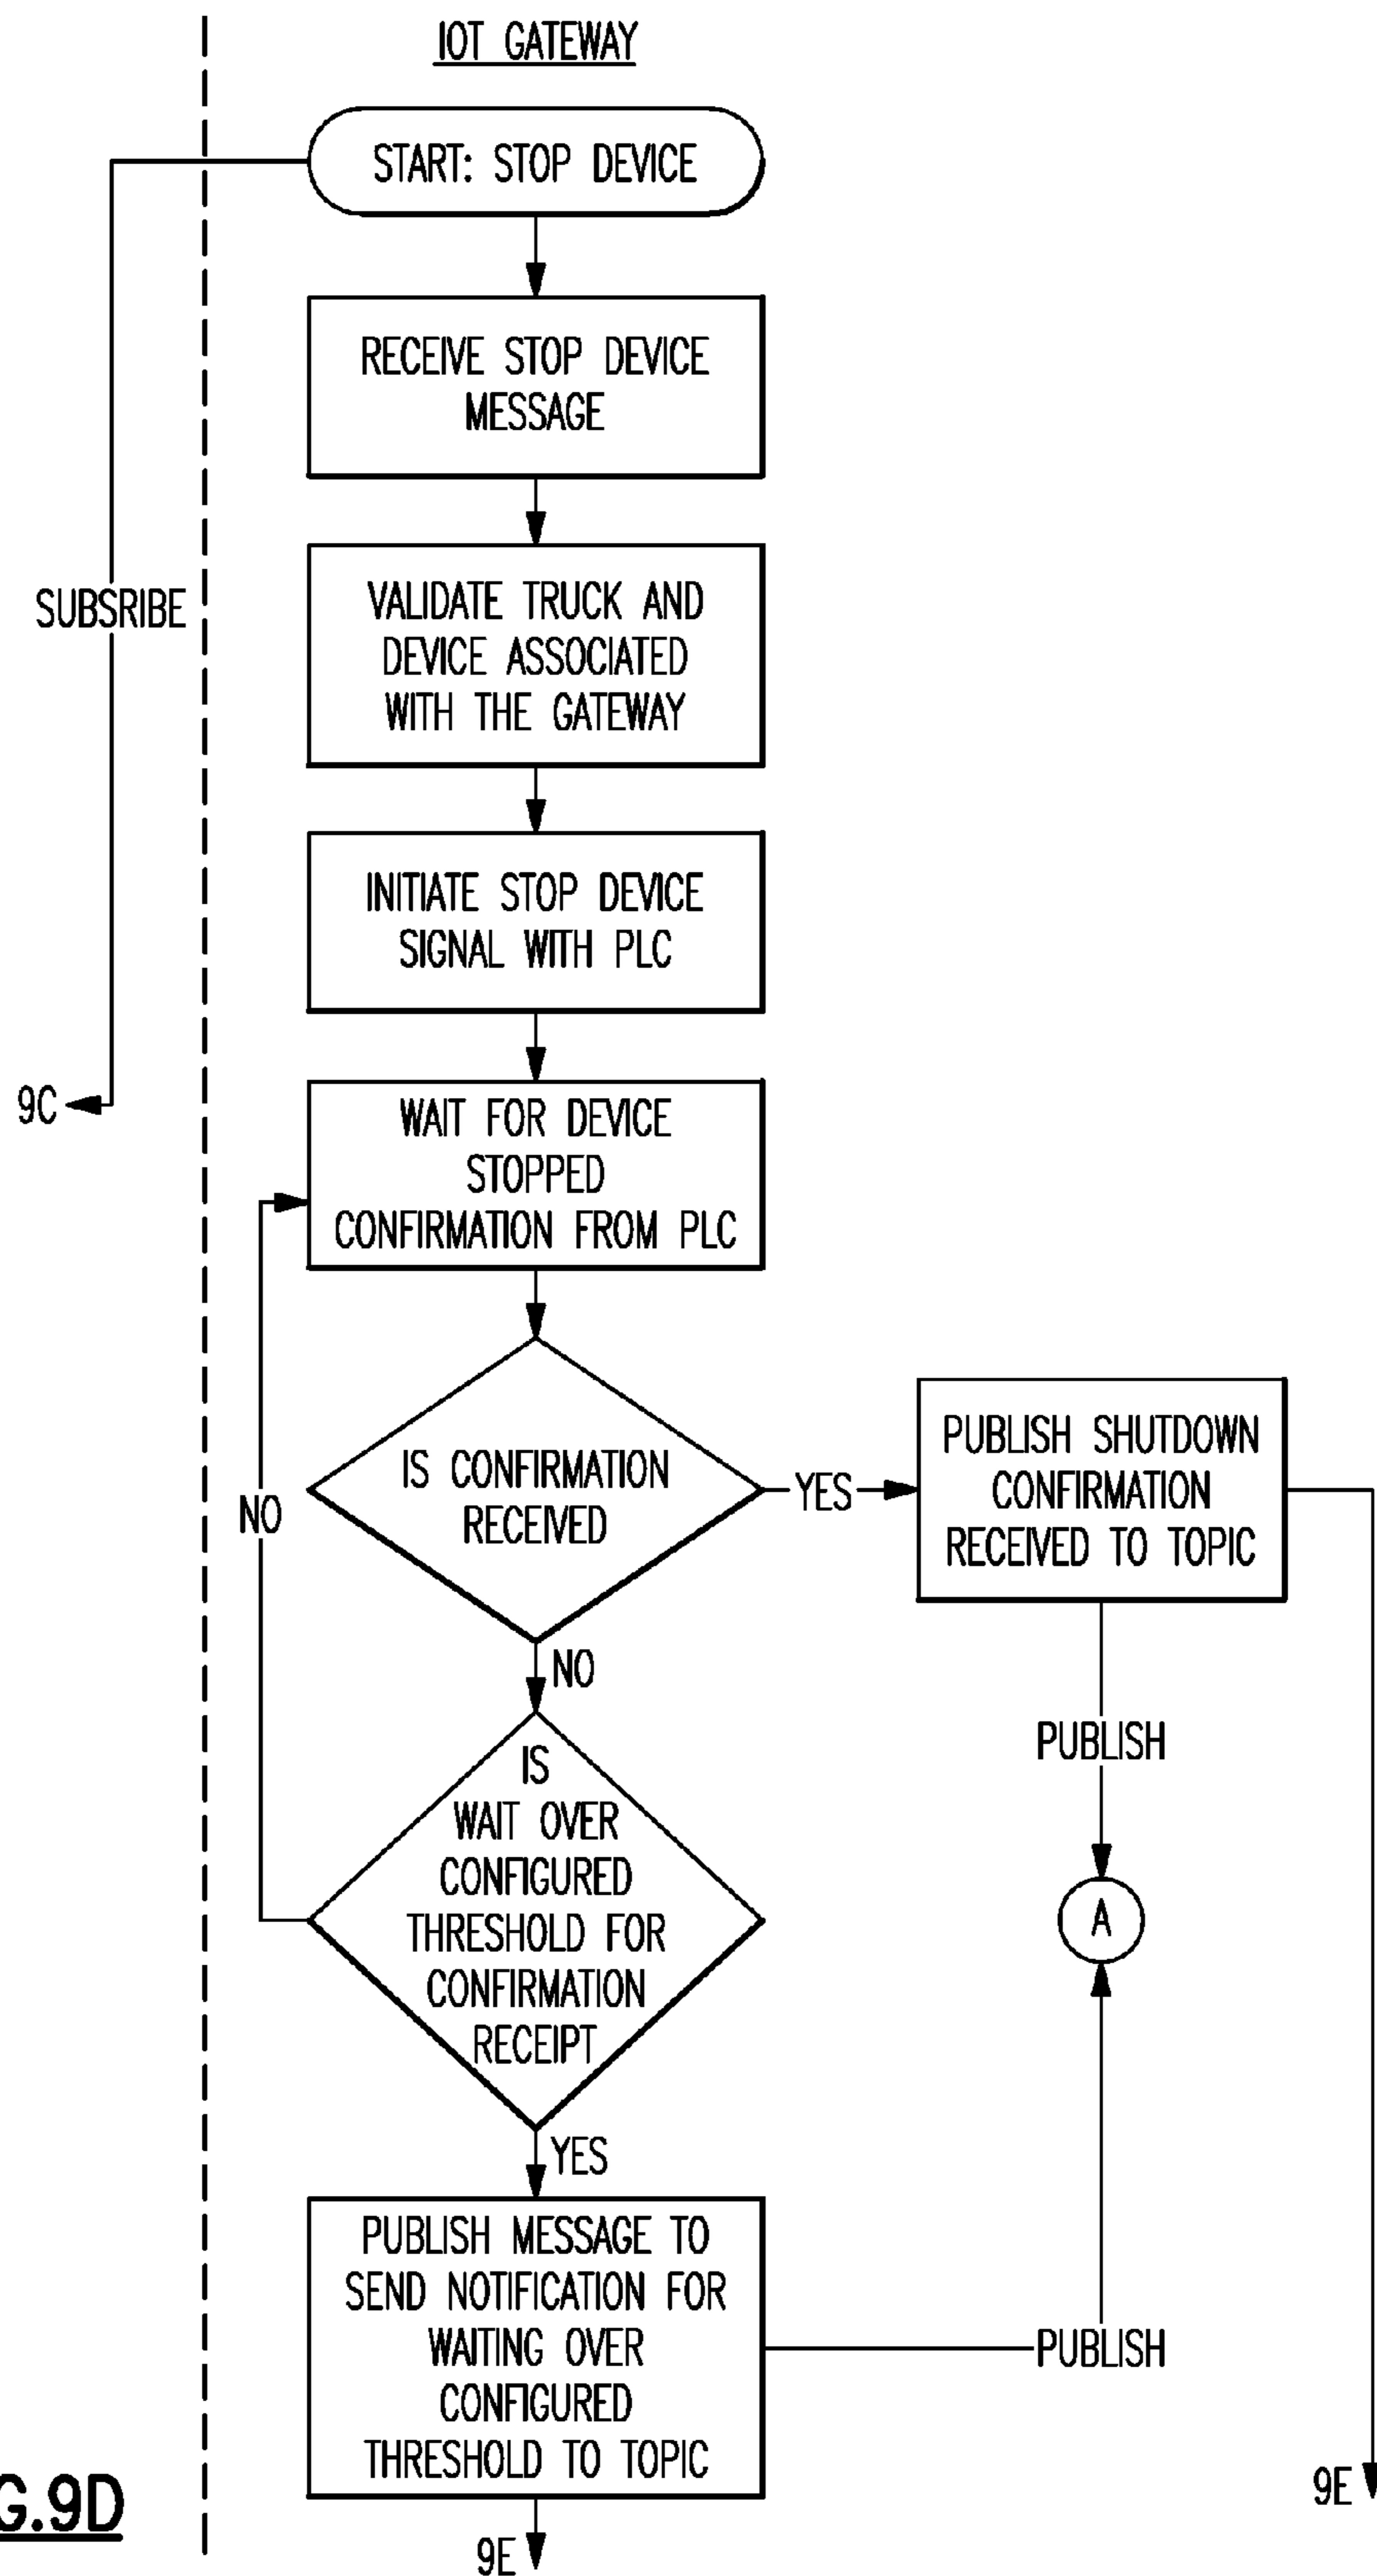 IOT GATEWAY
START: STOP DEVICE
RECEIVE STOP DEVICE
MESSAGE
VALIDATE TRUCK AND
DEVICE ASSOCIATED
WITH THE GATEWAY
SUBSRIBE
INITIATE STOP DEVICE
SIGNAL WITH PLC
9C
WAIT FOR DEVICE
STOPPED
CONFIRMATION FROM PLC
IS CONFIRMATION
RECEIVED
YES
PUBLISH SHUTDOWN
CONFIRMATION
RECEIVED TO TOPIC
NO
NO
PUBLISH
IS
WAIT OVER
CONFIGURED
THRESHOLD FOR
CONFIRMATION
RECEIPT
A
YES
PUBLISH MESSAGE TO
SEND NOTIFICATION FOR
WAITING OVER
CONFIGURED
THRESHOLD TO TOPIC
PUBLISH
9E
9E
G.9D